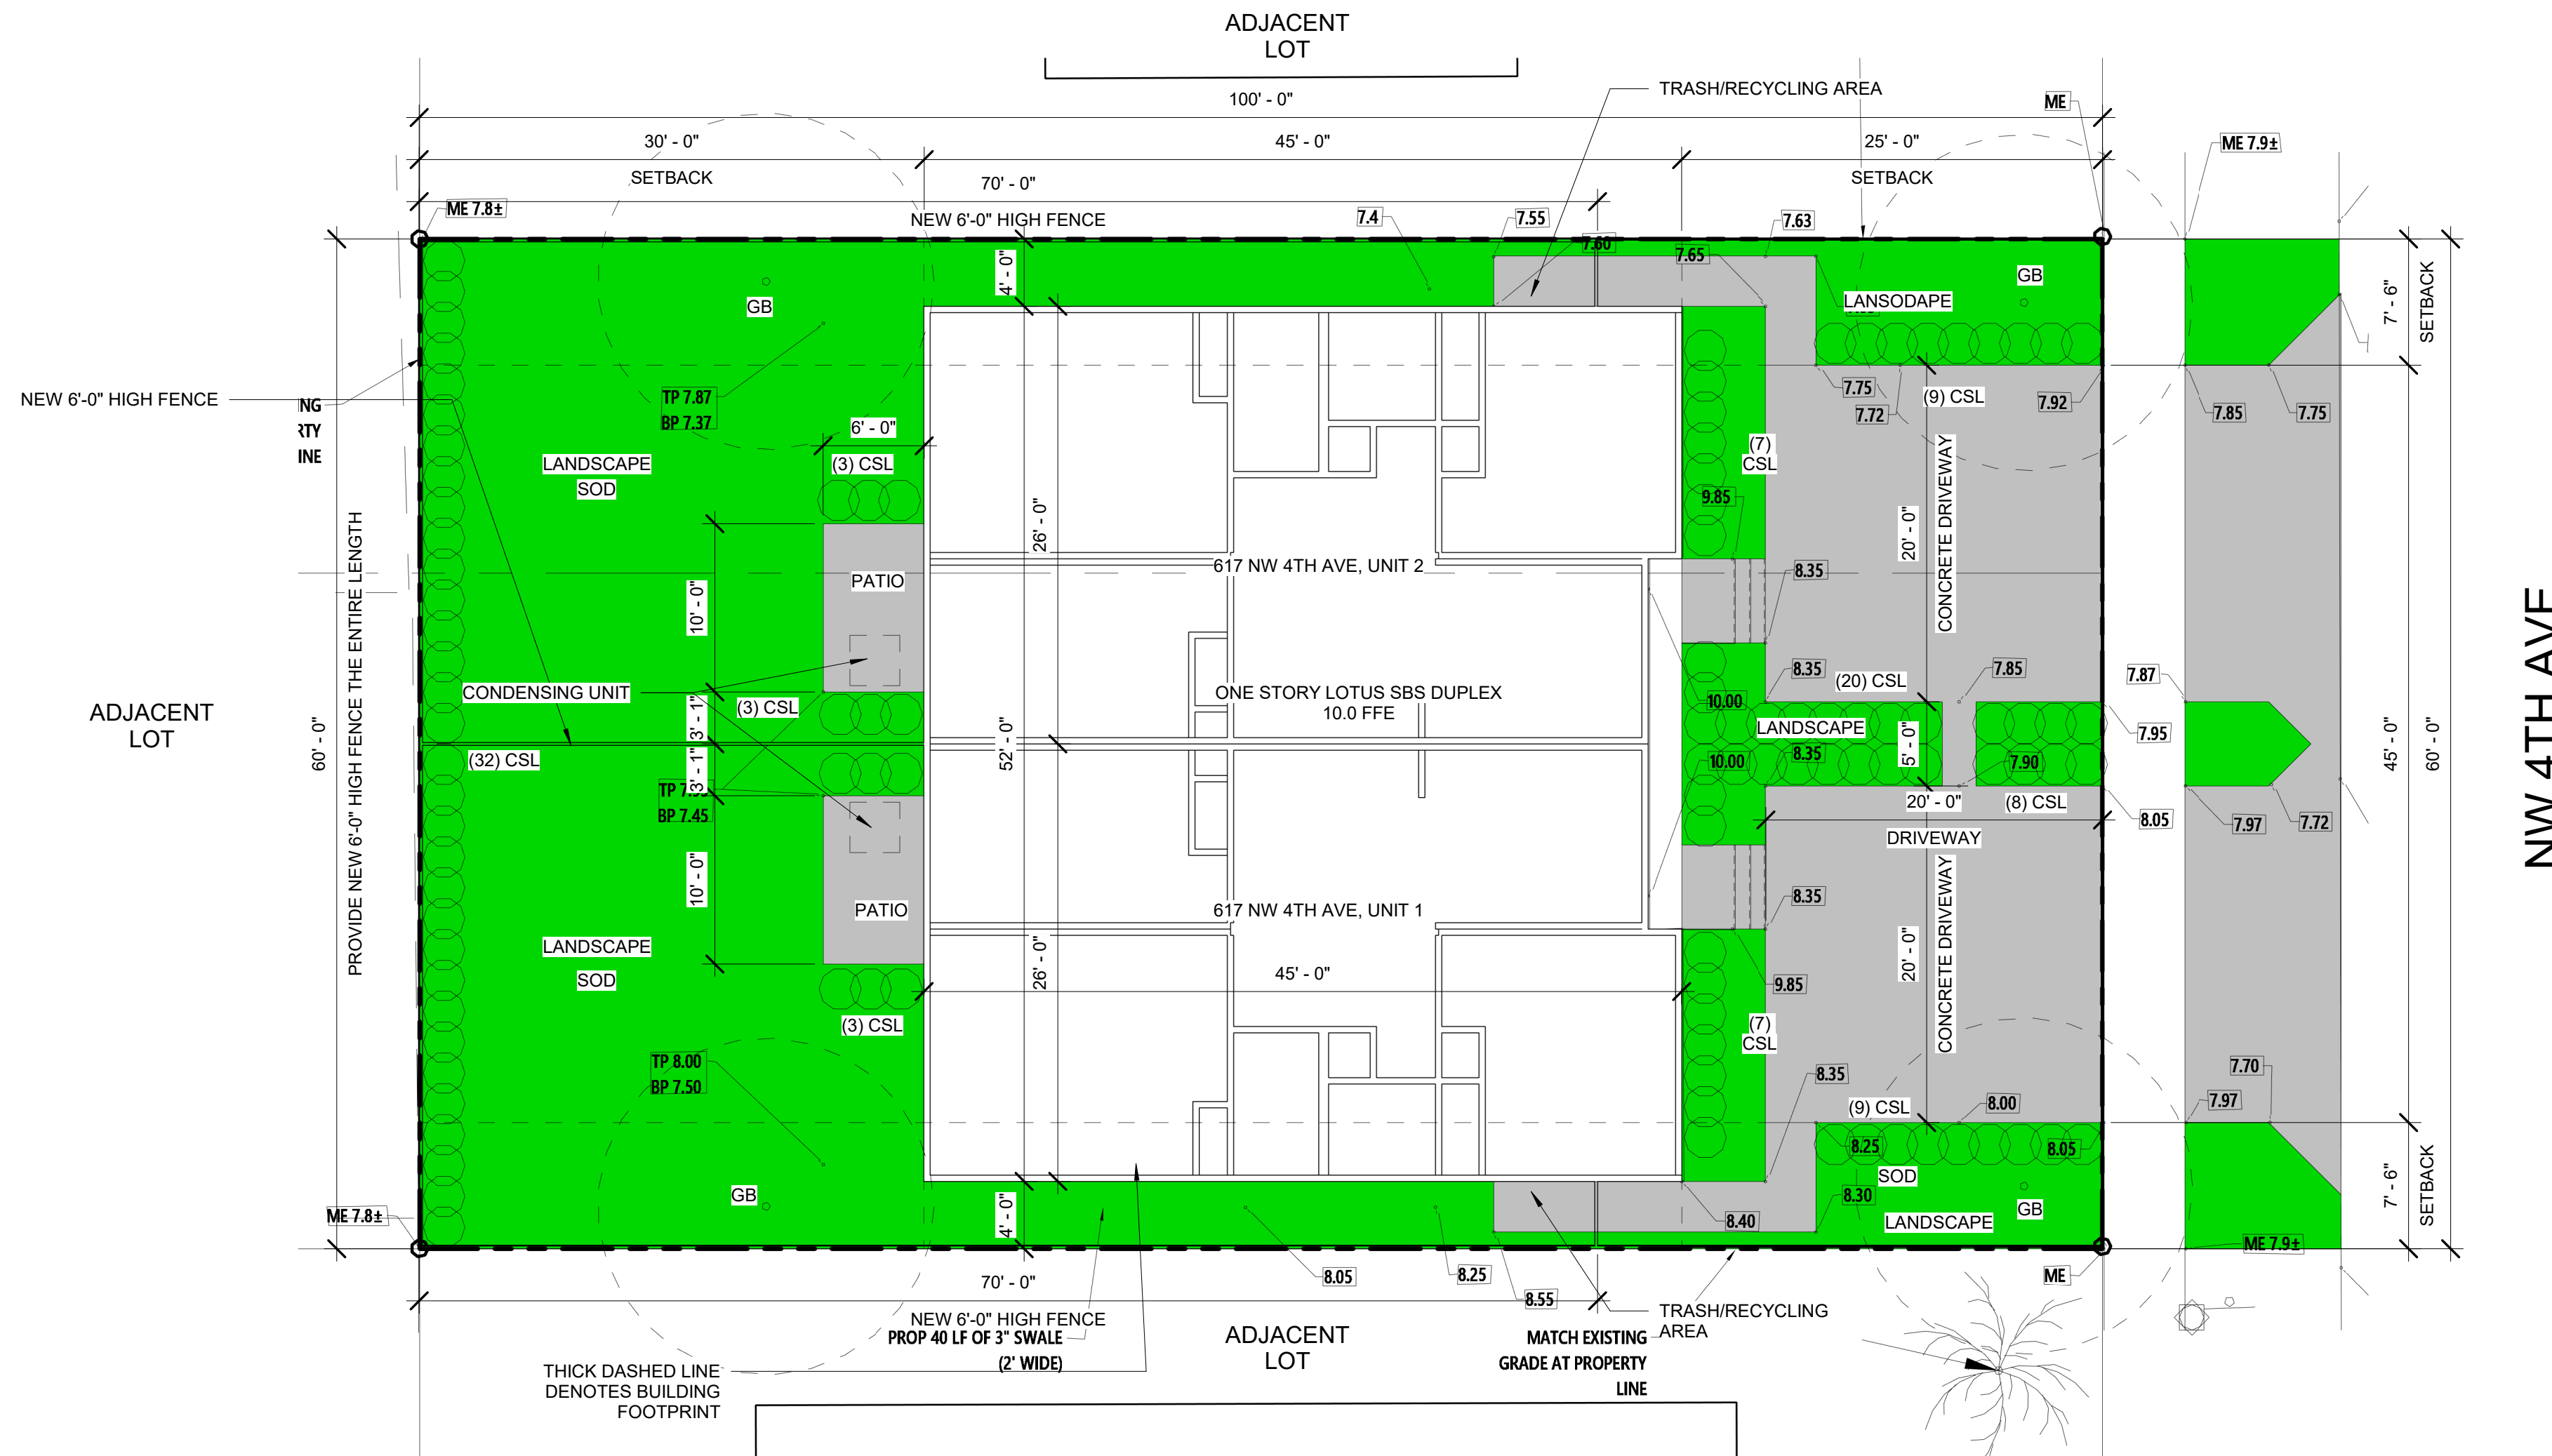 ADJACENT
LOT
100' - 0"
TRASH/RECYCLING AREA
ME
30' - 0"
45' - 0"
25' - 0"
ME 7.9±
SETBACK
70' - 0"
SETBACK
ME 7.8±
NEW 6'-0" HIGH FENCE
7.4
7.55
7.63
7.60
7.65
4' - 0"
GB
GB
LANSODAPE
7'- 6"
SETBACK
NEW 6'-0" HIGH FENCE
NG
RTY
INE
TP 7.87
BP 7.37
6' - 0"
7.75
7.72
(9) CSL
7.92
7.85
7.75
LANDSCAPE
SOD
(3) CSL
(7)
CSL
9.85
CONCRETE DRIVEWAY
20' - 0"
26' - 0"
PROVIDE NEW 6'-0" HIGH FENCE THE ENTIRE LENGTH
PATIO
10' - 0"
617 NW 4TH AVE, UNIT 2
8.35
8.35
7.85
7.87
(20) CSL
CONDENSING UNIT
(3) CSL
3' - 1"
ONE STORY LOTUS SBS DUPLEX
10.0 FFE
10.00
LANDSCAPE
7.95
NW 4TH AVE
ADJACENT
LOT
60' - 0"
52' - 0"
5' - 0"
45' - 0"
60' - 0"
(32) CSL
3' - 1"
10.00
8.35
7.90
BP 7.45
20' - 0"
(8) CSL
8.05
7.97
7.72
DRIVEWAY
10' - 0"
PATIO
617 NW 4TH AVE, UNIT 1
8.35
CONCRETE DRIVEWAY
20' - 0"
LANDSCAPE
SOD
26' - 0"
45' - 0"
9.85
(3) CSL
(7)
CSL
TP 8.00
BP 7.50
8.35
7.70
(9) CSL
8.00
7.97
8.25
8.05
SOD
GB
8.30
GB
7'- 6"
SETBACK
ME 7.8±
4' - 0"
8.40
LANDSCAPE
ME 7.9±
70' - 0"
8.05
8.25
8.55
ME
NEW 6'-0" HIGH FENCE
PROP 40 LF OF 3" SWALE
(2' WIDE)
ADJACENT
LOT
TRASH/RECYCLING
AREA
MATCH EXISTING
GRADE AT PROPERTY
LINE
THICK DASHED LINE
DENOTES BUILDING
FOOTPRINT